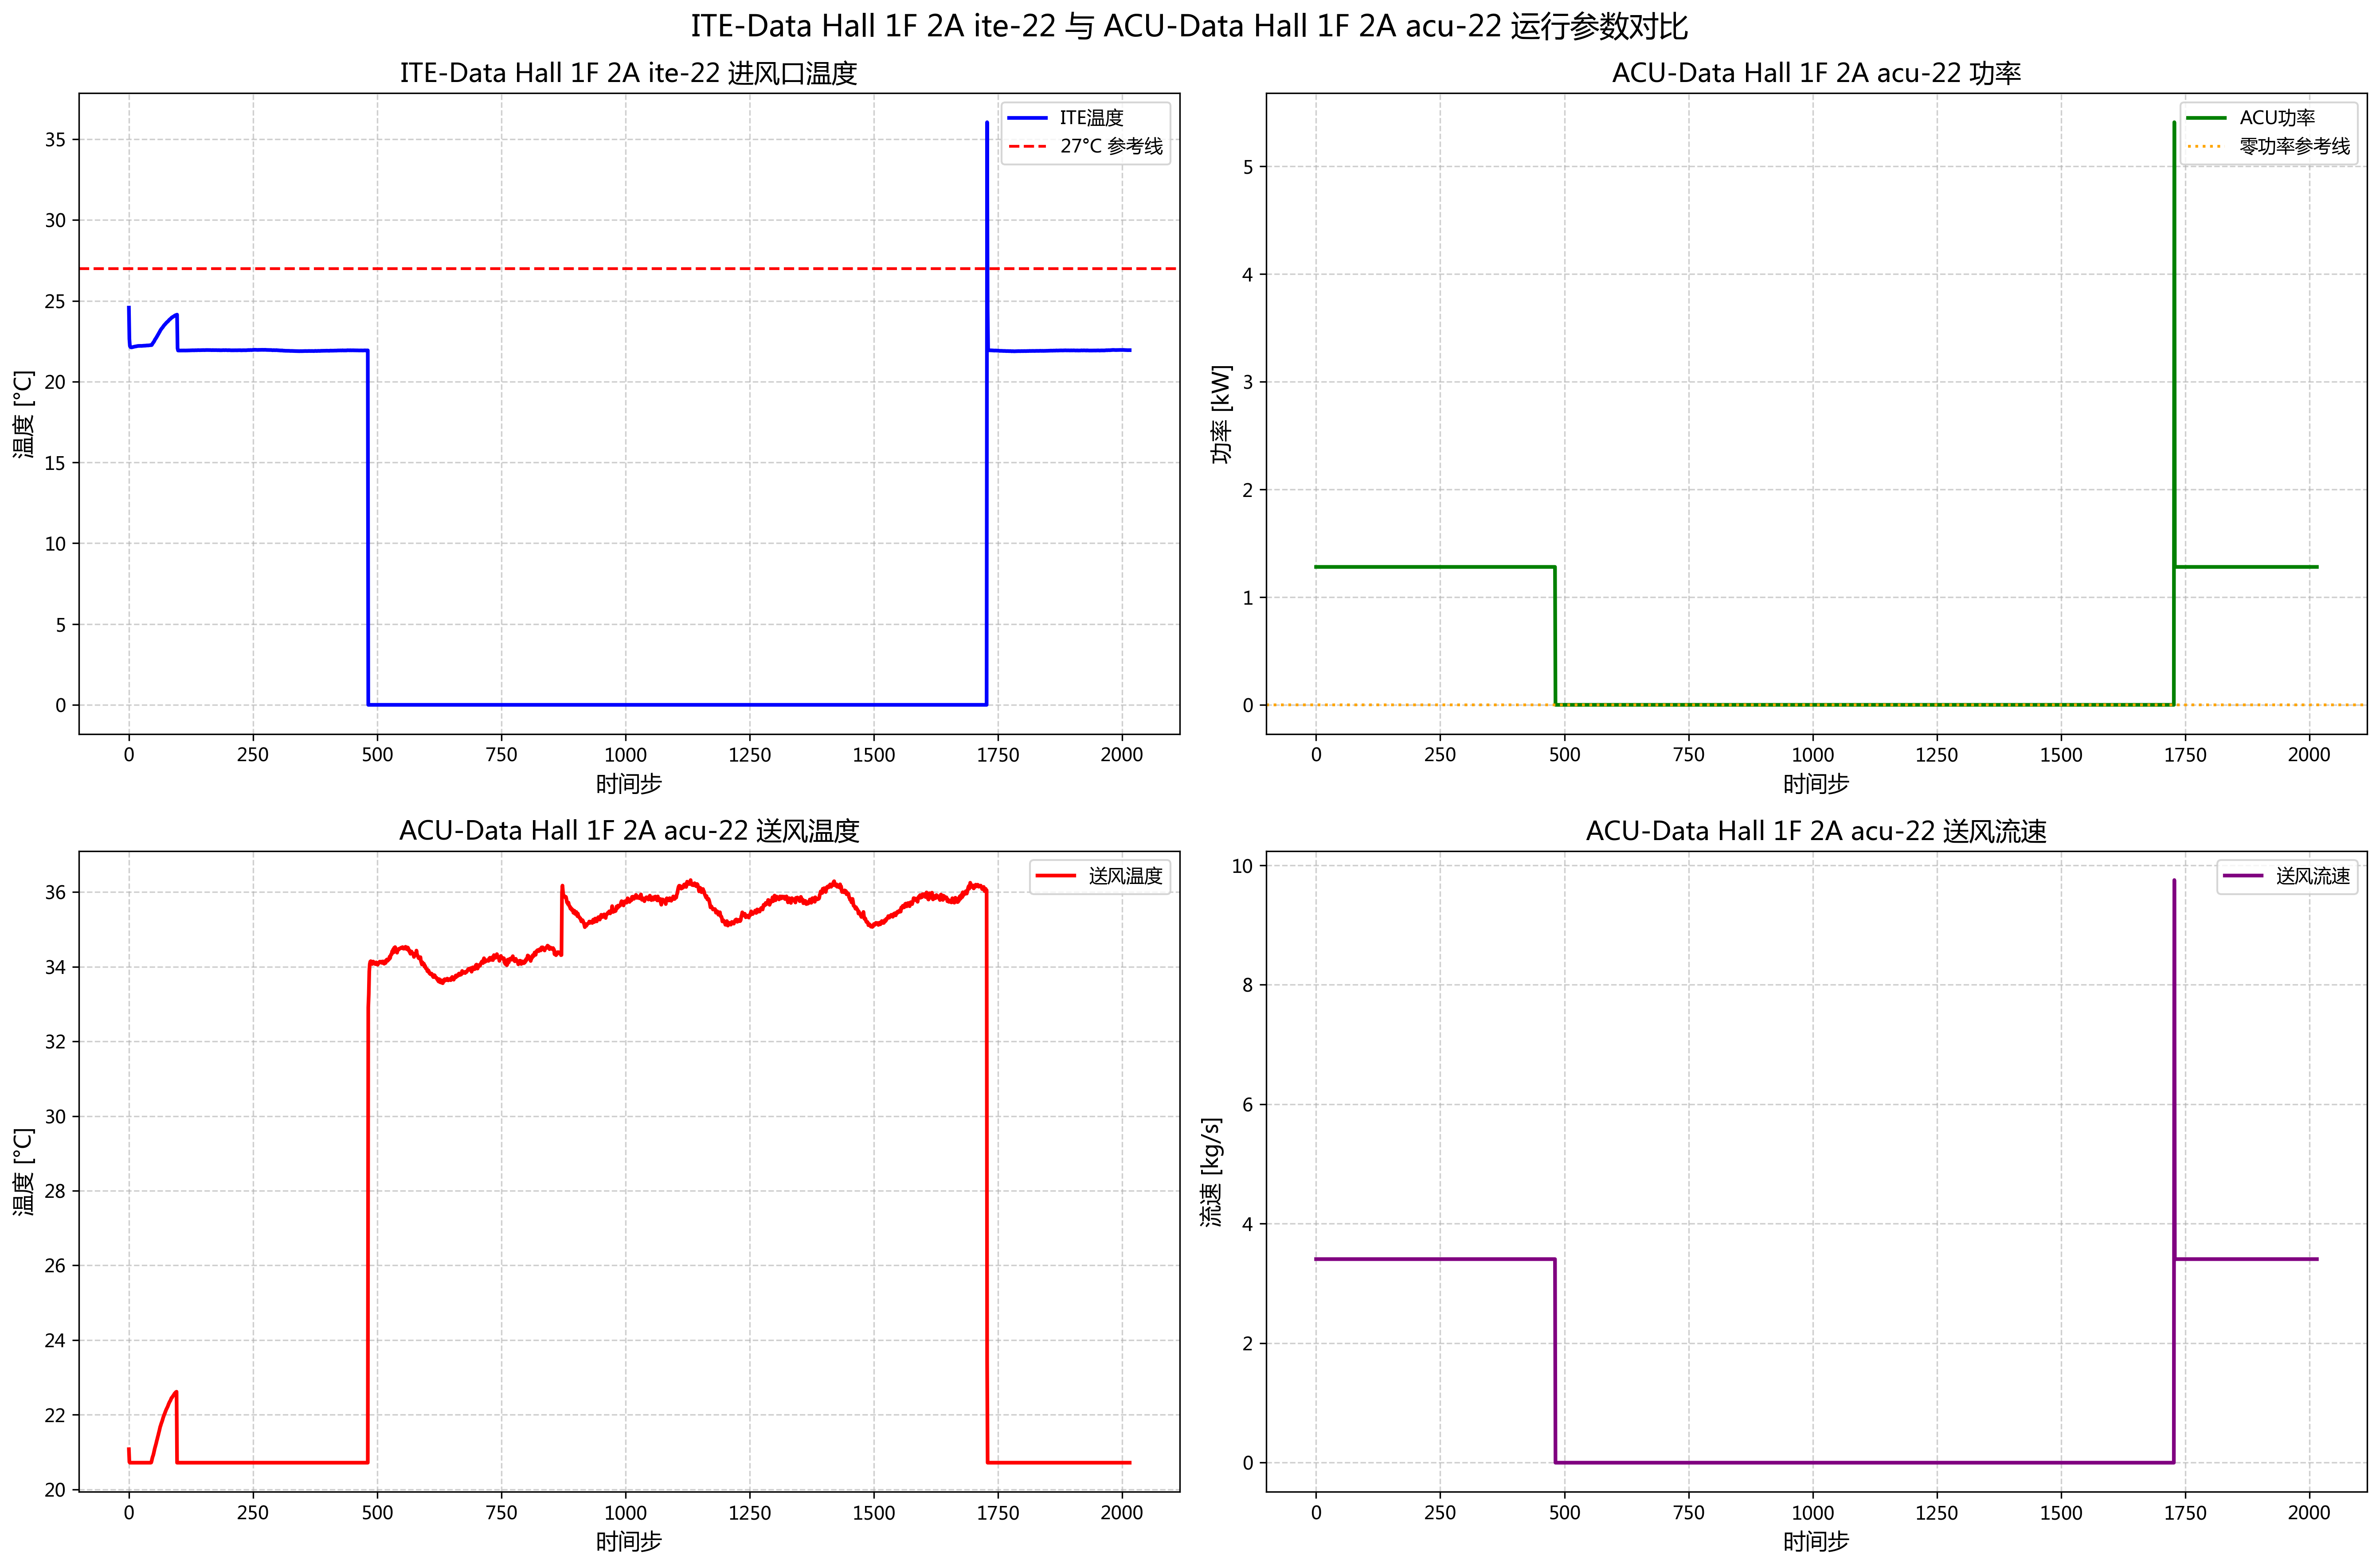 ITE-Data Hall 1F 2A ite-22 与 ACU-Data Hall 1F 2A acu-22 运行参数对比
ITE-Data Hall 1F 2A ite-22 进风口温度
ITE温度
27°C 参考线
温度 [°C]
35
30
25
20
15
10
5
0
0 250 500 750 1000 1250 1500 1750 2000
时间步
ACU-Data Hall 1F 2A acu-22 功率
ACU功率
零功率参考线
功率 [kW]
5
4
3
2
1
0
0 250 500 750 1000 1250 1500 1750 2000
时间步
ACU-Data Hall 1F 2A acu-22 送风温度
送风温度
温度 [°C]
36
34
32
30
28
26
24
22
20
0 250 500 750 1000 1250 1500 1750 2000
时间步
ACU-Data Hall 1F 2A acu-22 送风流速
送风流速
流速 [kg/s]
10
8
6
4
2
0
0 250 500 750 1000 1250 1500 1750 2000
时间步